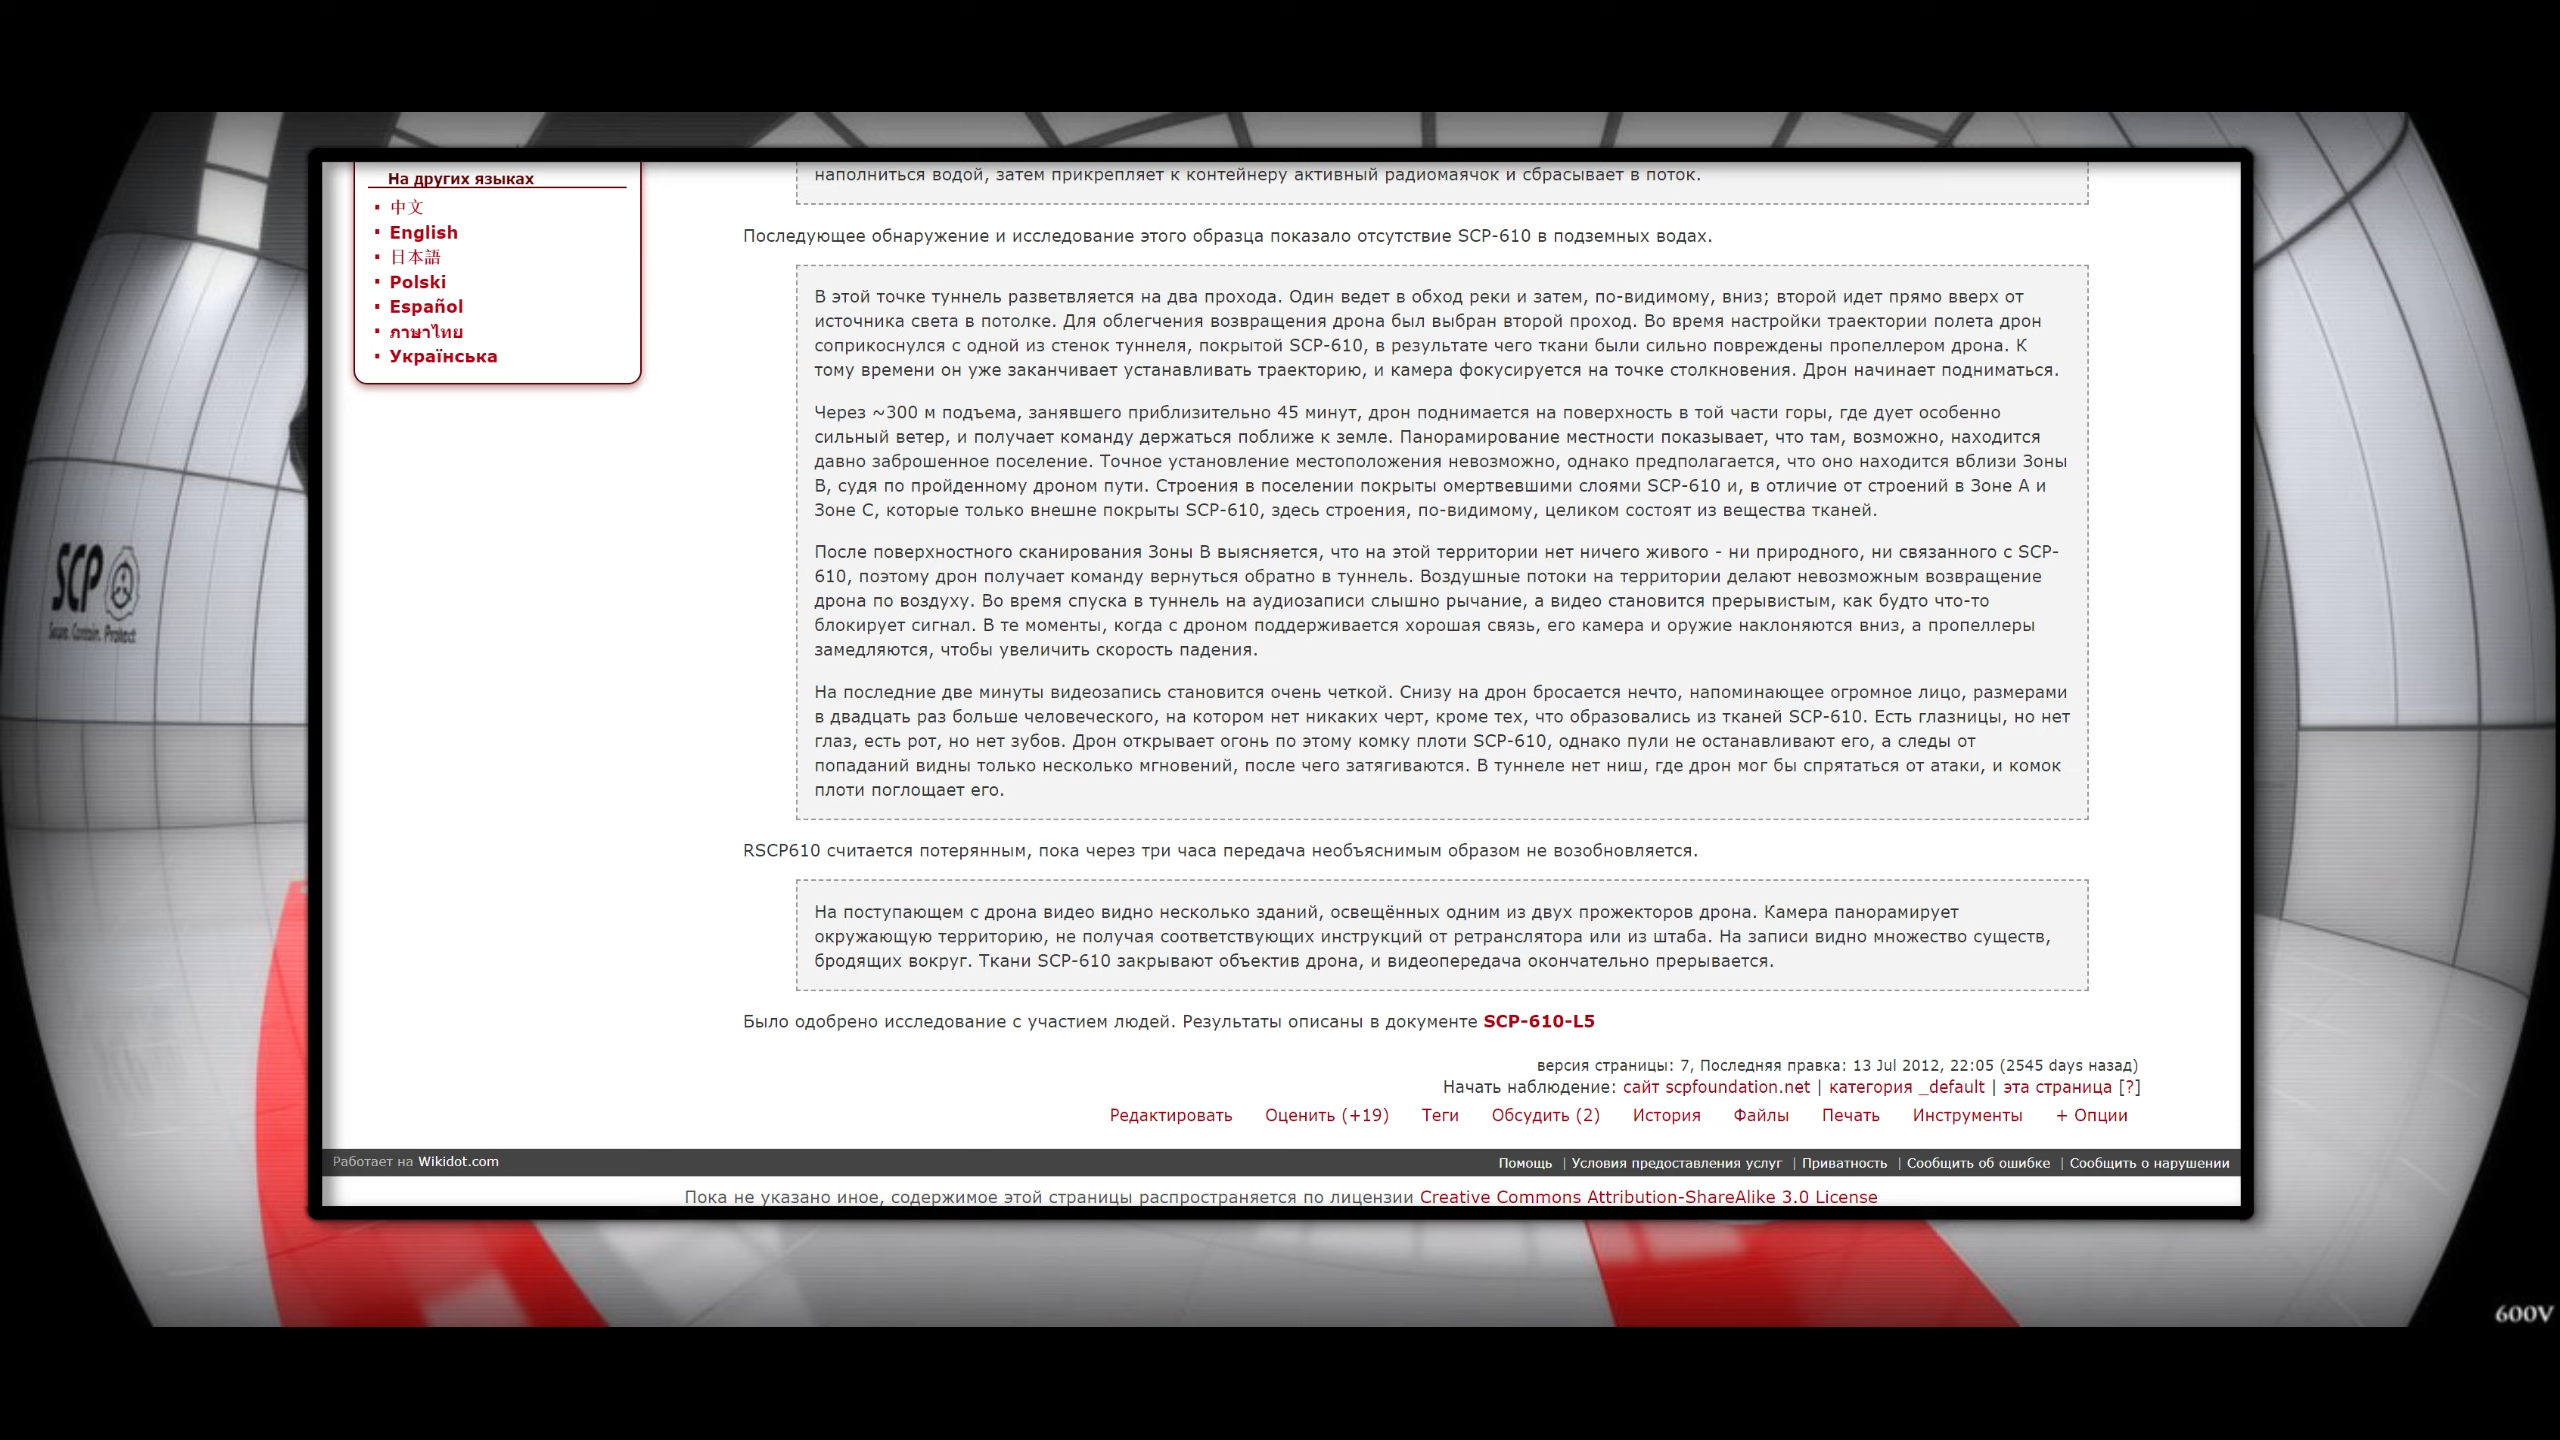 На других языках
中文
English
日本語
Polski
Español
ภาษาไทย
Українська
наполниться водой, затем прикрепляет к контейнеру активный радиомаячок и сбрасывает в поток.
Последующее обнаружение и исследование этого образца показало отсутствие SCP-610 в подземных водах.
В этой точке туннель разветвляется на два прохода. Один ведет в обход реки и затем, по-видимому, вниз; второй идет прямо вверх от
источника света в потолке. Для облегчения возвращения дрона был выбран второй проход. Во время настройки траектории полета дрон
соприкоснулся с одной из стенок туннеля, покрытой SCP-610, в результате чего ткани были сильно повреждены пропеллером дрона. К
тому времени он уже заканчивает устанавливать траекторию, и камера фокусируется на точке столкновения. Дрон начинает подниматься.
Через ~300 м подъема, занявшего приблизительно 45 минут, дрон поднимается на поверхность в той части горы, где дует особенно
сильный ветер, и получает команду держаться поближе к земле. Панорамирование местности показывает, что там, возможно, находится
давно заброшенное поселение. Точное установление местоположения невозможно, однако предполагается, что оно находится вблизи Зоны
B, судя по пройденному дроном пути. Строения в поселении покрыты омертвевшими слоями SCP-610 и, в отличие от строений в Зоне A и
Зоне C, которые только внешне покрыты SCP-610, здесь строения, по-видимому, целиком состоят из вещества тканей.
После поверхностного сканирования Зоны B выясняется, что на этой территории нет ничего живого - ни природного, ни связанного с SCP-
610, поэтому дрон получает команду вернуться обратно в туннель. Воздушные потоки на территории делают невозможным возвращение
дрона по воздуху. Во время спуска в туннель на аудиозаписи слышно рычание, а видео становится прерывистым, как будто что-то
блокирует сигнал. В те моменты, когда с дроном поддерживается хорошая связь, его камера и оружие наклоняются вниз, а пропеллеры
замедляются, чтобы увеличить скорость падения.
На последние две минуты видеозапись становится очень четкой. Снизу на дрон бросается нечто, напоминающее огромное лицо, размерами
в двадцать раз больше человеческого, на котором нет никаких черт, кроме тех, что образовались из тканей SCP-610. Есть глазницы, но нет
глаз, есть рот, но нет зубов. Дрон открывает огонь по этому комку плоти SCP-610, однако пули не останавливают его, а следы от
попаданий видны только несколько мгновений, после чего затягиваются. В туннеле нет ниш, где дрон мог бы спрятаться от атаки, и комок
плоти поглощает его.
RSCP610 считается потерянным, пока через три часа передача необъяснимым образом не возобновляется.
На поступающем с дрона видео видно несколько зданий, освещённых одним из двух прожекторов дрона. Камера панорамирует
окружающую территорию, не получая соответствующих инструкций от ретранслятора или из штаба. На записи видно множество существ,
бродящих вокруг. Ткани SCP-610 закрывают объектив дрона, и видеопередача окончательно прерывается.
Было одобрено исследование с участием людей. Результаты описаны в документе SCP-610-L5
версия страницы: 7, Последняя правка: 13 Jul 2012, 22:05 (2545 days назад)
Начать наблюдение: сайт scpfoundation.net | категория _default | эта страница [?]
Редактировать Оценить (+19) Теги Обсудить (2) История Файлы Печать Инструменты + Опции
Работает на Wikidot.com
Помощь | Условия предоставления услуг | Приватность | Сообщить об ошибке | Сообщить о нарушении
Пока не указано иное, содержимое этой страницы распространяется по лицензии Creative Commons Attribution-ShareAlike 3.0 License
SCP
Secure. Contain. Protect
600V